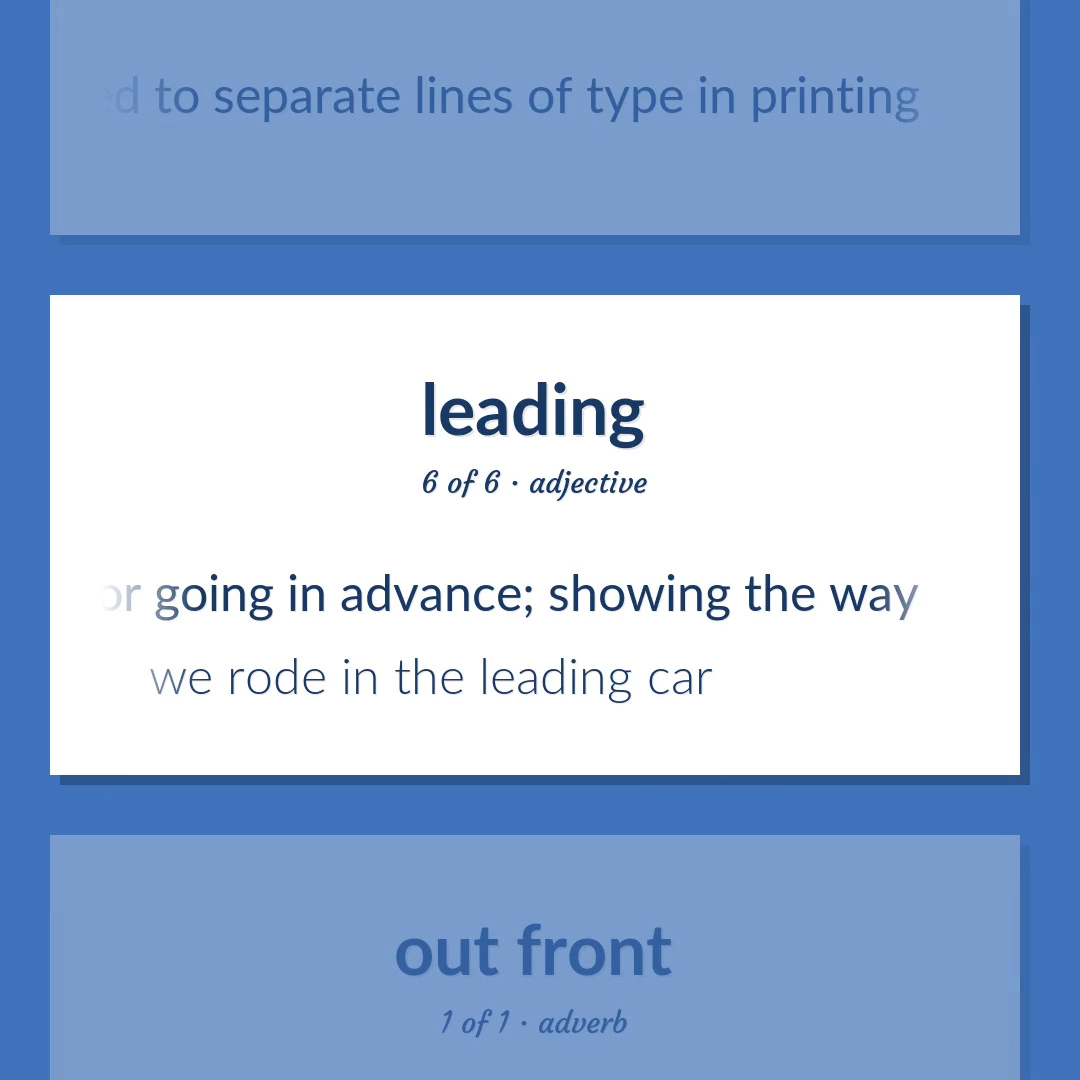 to separate lines of type in printing
leading
6 of 6 · adjective
or going in advance; showing the way
we rode in the leading car
out front
1 of 1 · adverb